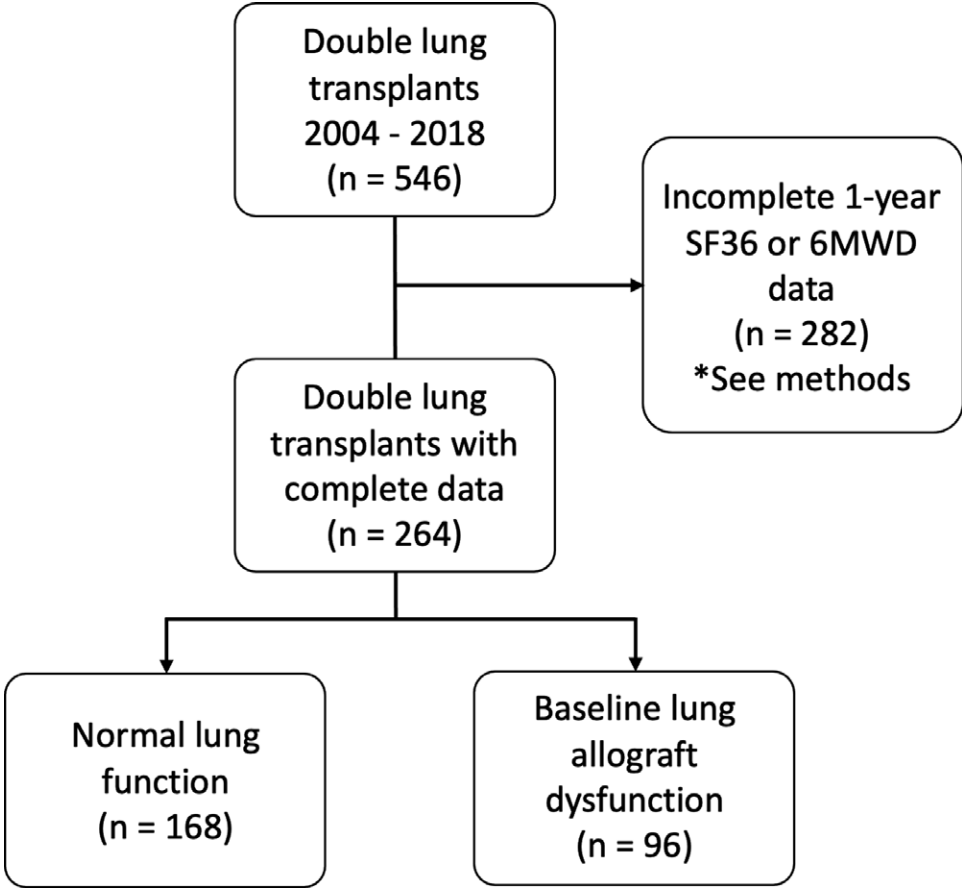 Double lung
transplants
2004 - 2018
(n = 546)
Incomplete 1-year
SF36 or 6MWD
data
(n = 282)
*See methods
Double lung
transplants with
complete data
(n = 264)
Normal lung
function
(n = 168)
Baseline lung
allograft
dysfunction
(n = 96)